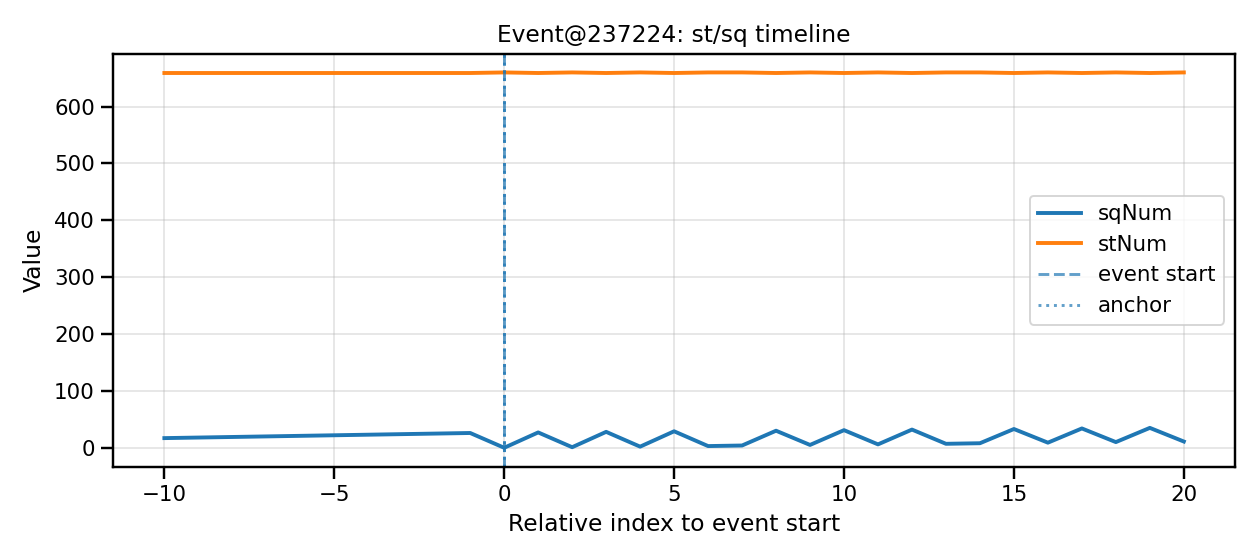 Event@237224: st/sq timeline
Value
600
500
400
300
200
100
0
sqNum
stNum
event start
anchor
−10 −5 0 5 10 15 20
Relative index to event start